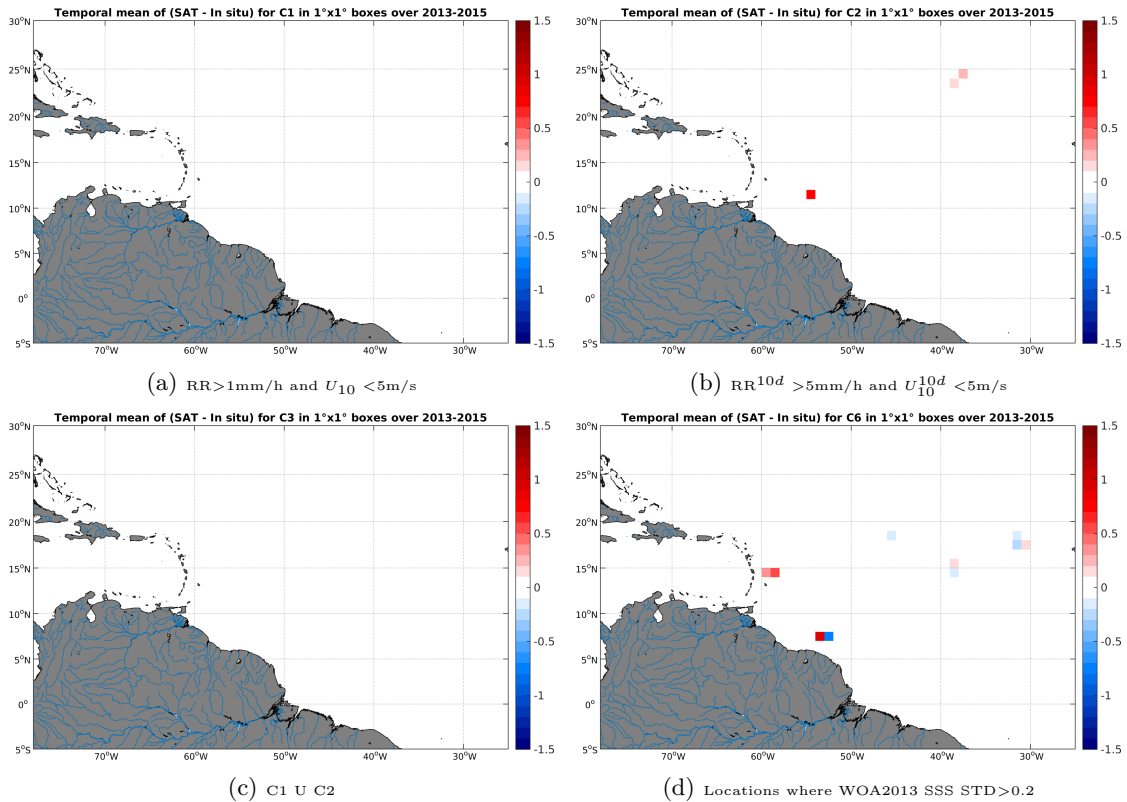 Temporal mean of (SAT - In situ) for C1 in 1°x1° boxes over 2013-2015
30°N
25°N
20°N
15°N
10°N
5°N
0°
5°S
70°W 60°W 50°W 40°W 30°W
1.5
1
0.5
0
-0.5
-1
-1.5
(a) RR>1mm/h and U10 <5m/s
Temporal mean of (SAT - In situ) for C2 in 1°x1° boxes over 2013-2015
30°N
25°N
20°N
15°N
10°N
5°N
0°
5°S
70°W 60°W 50°W 40°W 30°W
1.5
1
0.5
0
-0.5
-1
-1.5
(b) RR^10d >5mm/h and U10^10d <5m/s
Temporal mean of (SAT - In situ) for C3 in 1°x1° boxes over 2013-2015
30°N
25°N
20°N
15°N
10°N
5°N
0°
5°S
70°W 60°W 50°W 40°W 30°W
1.5
1
0.5
0
-0.5
-1
-1.5
(c) C1 U C2
Temporal mean of (SAT - In situ) for C6 in 1°x1° boxes over 2013-2015
30°N
25°N
20°N
15°N
10°N
5°N
0°
5°S
70°W 60°W 50°W 40°W 30°W
1.5
1
0.5
0
-0.5
-1
-1.5
(d) Locations where WOA2013 SSS STD>0.2